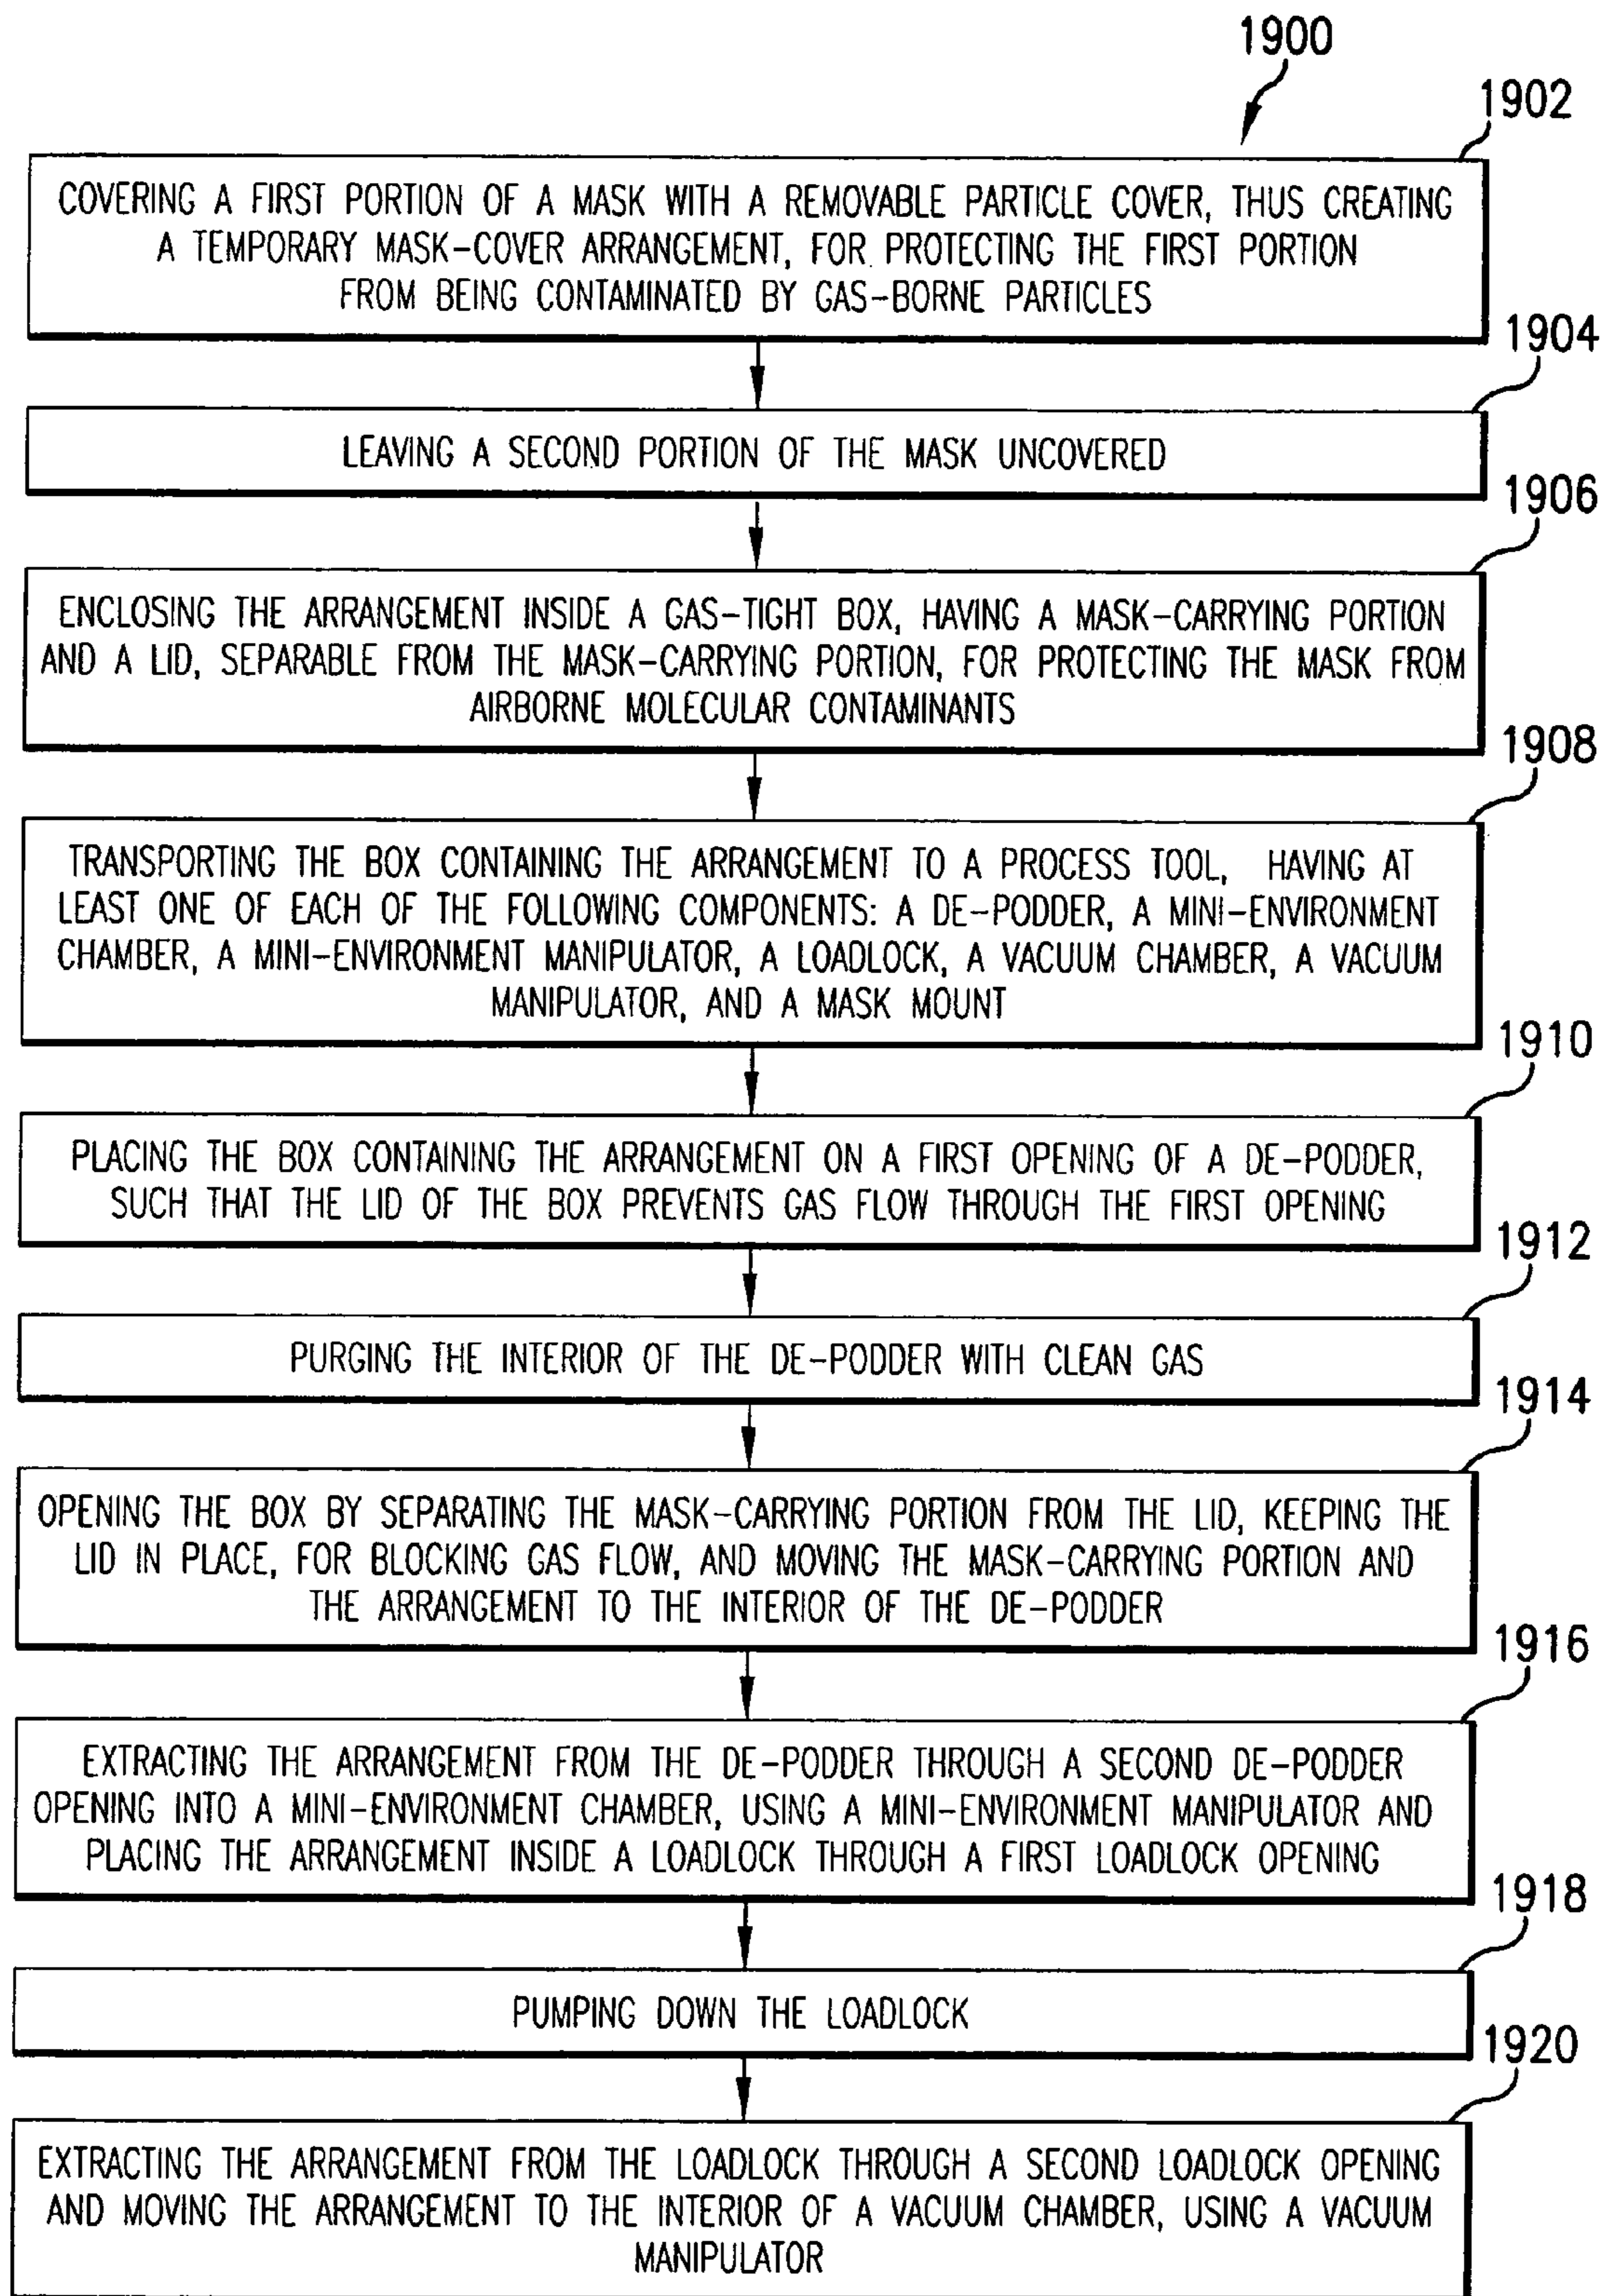 1900
1902
COVERING A FIRST PORTION OF A MASK WITH A REMOVABLE PARTICLE COVER, THUS CREATING
A TEMPORARY MASK-COVER ARRANGEMENT, FOR PROTECTING THE FIRST PORTION
FROM BEING CONTAMINATED BY GAS-BORNE PARTICLES
1904
LEAVING A SECOND PORTION OF THE MASK UNCOVERED
1906
ENCLOSING THE ARRANGEMENT INSIDE A GAS-TIGHT BOX, HAVING A MASK-CARRYING PORTION
AND A LID, SEPARABLE FROM THE MASK-CARRYING PORTION, FOR PROTECTING THE MASK FROM
AIRBORNE MOLECULAR CONTAMINANTS
1908
TRANSPORTING THE BOX CONTAINING THE ARRANGEMENT TO A PROCESS TOOL, HAVING AT
LEAST ONE OF EACH OF THE FOLLOWING COMPONENTS: A DE-PODDER, A MINI-ENVIRONMENT
CHAMBER, A MINI-ENVIRONMENT MANIPULATOR, A LOADLOCK, A VACUUM CHAMBER, A VACUUM
MANIPULATOR, AND A MASK MOUNT
1910
PLACING THE BOX CONTAINING THE ARRANGEMENT ON A FIRST OPENING OF A DE-PODDER,
SUCH THAT THE LID OF THE BOX PREVENTS GAS FLOW THROUGH THE FIRST OPENING
1912
PURGING THE INTERIOR OF THE DE-PODDER WITH CLEAN GAS
1914
OPENING THE BOX BY SEPARATING THE MASK-CARRYING PORTION FROM THE LID, KEEPING THE
LID IN PLACE, FOR BLOCKING GAS FLOW, AND MOVING THE MASK-CARRYING PORTION AND
THE ARRANGEMENT TO THE INTERIOR OF THE DE-PODDER
1916
EXTRACTING THE ARRANGEMENT FROM THE DE-PODDER THROUGH A SECOND DE-PODDER
OPENING INTO A MINI-ENVIRONMENT CHAMBER, USING A MINI-ENVIRONMENT MANIPULATOR AND
PLACING THE ARRANGEMENT INSIDE A LOADLOCK THROUGH A FIRST LOADLOCK OPENING
1918
PUMPING DOWN THE LOADLOCK
1920
EXTRACTING THE ARRANGEMENT FROM THE LOADLOCK THROUGH A SECOND LOADLOCK OPENING
AND MOVING THE ARRANGEMENT TO THE INTERIOR OF A VACUUM CHAMBER, USING A VACUUM
MANIPULATOR